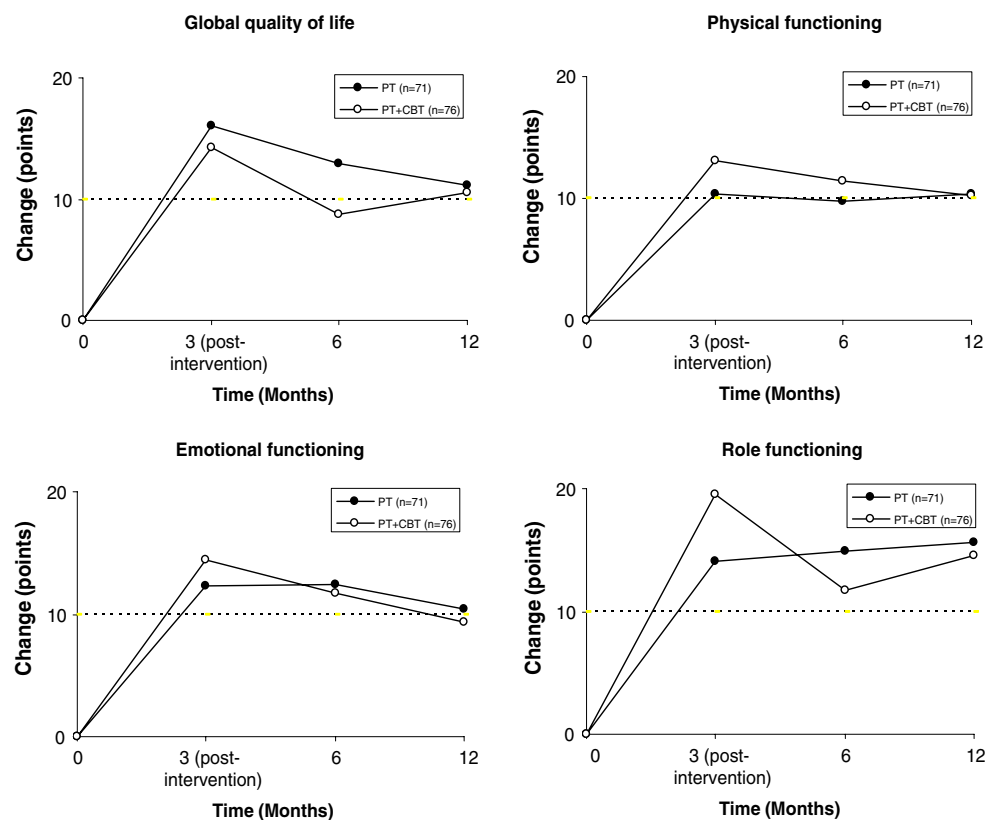 Global quality of life
20
PT (n=71)
PT+CBT (n=76)
Change (points)
10
0
0
3 (post-
intervention)
6
12
Time (Months)
Physical functioning
20
PT (n=71)
PT+CBT (n=76)
Change (points)
10
0
0
3 (post-
intervention)
6
12
Time (Months)
Emotional functioning
20
PT (n=71)
PT+CBT (n=76)
Change (points)
10
0
0
3 (post-
intervention)
6
12
Time (Months)
Role functioning
20
PT (n=71)
PT+CBT (n=76)
Change (points)
10
0
0
3 (post-
intervention)
6
12
Time (Months)